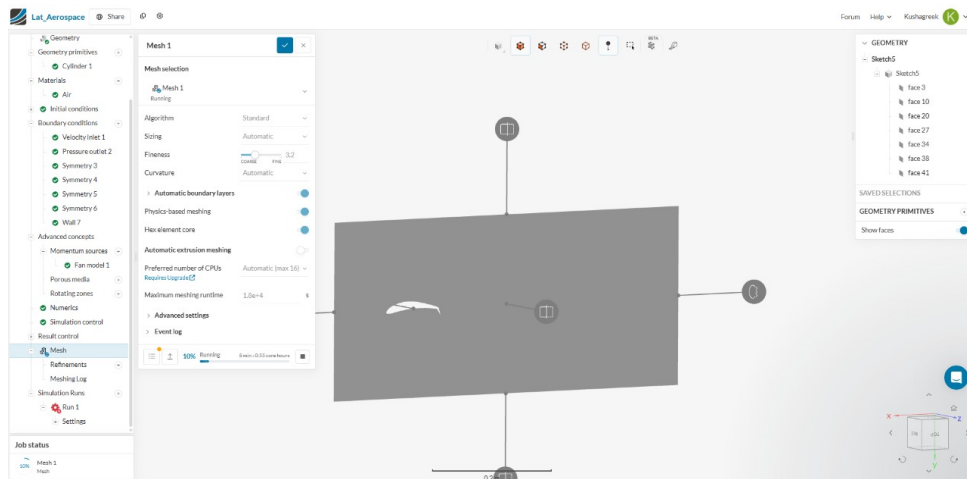 Lat_Aerospace Share
Forum Help Kushagreek K
Geometry
Geometry primitives
Cylinder 1
Materials
Air
Initial conditions
Boundary conditions
Velocity inlet 1
Pressure outlet 2
Symmetry 3
Symmetry 4
Symmetry 5
Symmetry 6
Wall 7
Advanced concepts
Momentum sources
Fan model 1
Porous media
Rotating zones
Numerics
Simulation control
Result control
Mesh
Refinements
Meshing Log
Simulation Runs
Run 1
Settings
Job status
10% Mesh 1
Mesh
Mesh 1
Mesh selection
Mesh 1
Running
Algorithm Standard
Sizing Automatic
Fineness 3.2
COARSE FINE
Curvature Automatic
Automatic boundary layers
Physics-based meshing
Hex element core
Automatic extrusion meshing
Preferred number of CPUs Automatic (max 16)
Requires Upgrade
Maximum meshing runtime 1.8e+4 s
Advanced settings
Event log
10% Running
BETA
GEOMETRY
Sketch5
Sketch5
face 3
face 10
face 20
face 27
face 34
face 38
face 41
SAVED SELECTIONS
GEOMETRY PRIMITIVES
Show faces
X
Z
Y